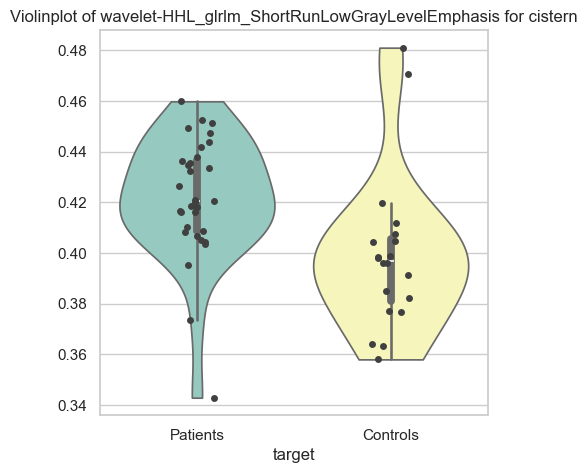 Violinplot of wavelet-HHL_glrlm_ShortRunLowGrayLevelEmphasis for cistern
0.48
0.46
0.44
0.42
0.40
0.38
0.36
0.34
Patients
Controls
target